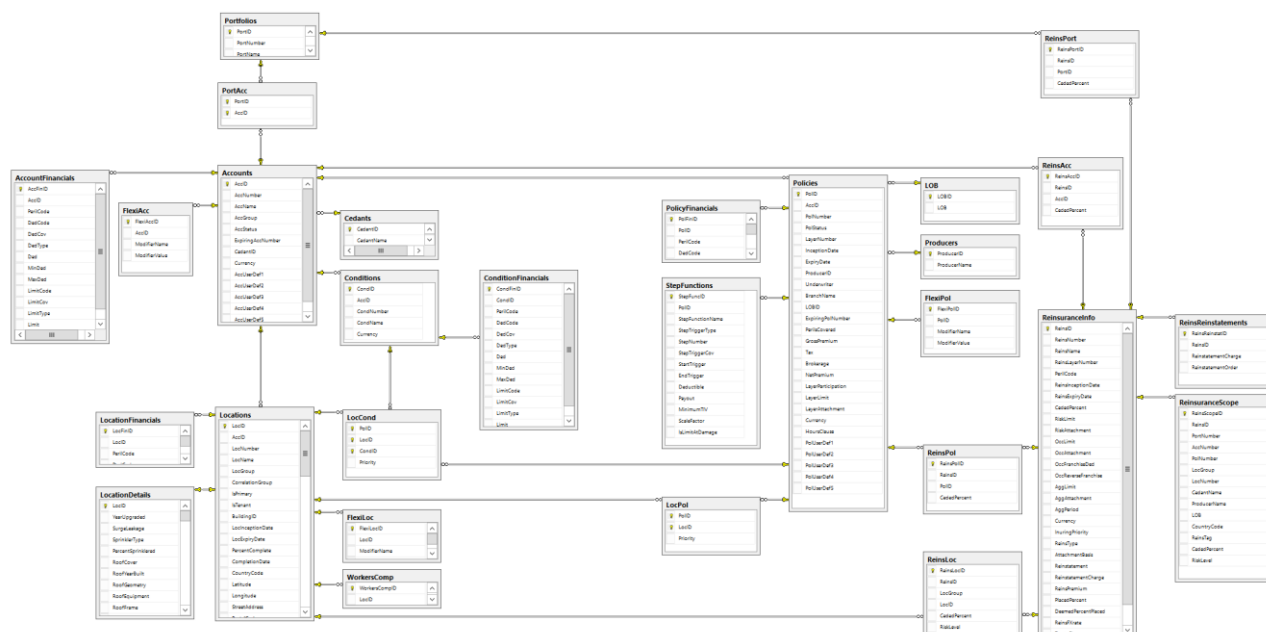 Portfolios
PortID
PortNumber
PortName
ReinsPort
ReinsPortID
ReinsID
PortID
CededPercent
PortAcc
PortID
AccID
AccountFinancials
AccFinID
AccID
PerilCode
DedCode
DedCov
DedType
Ded
MinDed
MaxDed
LimitCode
LimitCov
LimitType
Limit
FlexiAcc
FlexiAccID
AccID
ModifierName
ModifierValue
Accounts
AccID
AccNumber
AccName
AccGroup
AccStatus
ExpiringAccNumber
CedantID
Currency
AccUserDef1
AccUserDef2
AccUserDef3
AccUserDef4
AccUserDef5
Cedants
CedantID
CedantName
Conditions
CondID
AccID
CondNumber
CondName
Currency
ConditionFinancials
CondFinID
CondID
PerilCode
DedCode
DedCov
DedType
Ded
MinDed
MaxDed
LimitCode
LimitCov
LimitType
Limit
PolicyFinancials
PolFinID
PolID
PerilCode
DedCode
StepFunctions
StepFuncID
PolID
StepFunctionName
StepTriggerType
StepNumber
StepTriggerCov
StartTrigger
EndTrigger
Deductible
Payout
MinimumTIV
ScaleFactor
IsLimitAtDamage
Policies
PolID
AccID
PolNumber
PolStatus
LayerNumber
InceptionDate
ExpiryDate
ProducerID
Underwriter
BranchName
LOBID
ExpiringPolNumber
PerilsCovered
GrossPremium
Tax
Brokerage
NetPremium
LayerParticipation
LayerLimit
LayerAttachment
Currency
HoursClause
PolUserDef1
PolUserDef2
PolUserDef3
PolUserDef4
PolUserDef5
LOB
LOBID
LOB
Producers
ProducerID
ProducerName
FlexiPol
FlexiPolID
PolID
ModifierName
ModifierValue
ReinsAcc
ReinsAccID
ReinsID
AccID
CededPercent
ReinsuranceInfo
ReinsID
ReinsNumber
ReinsName
ReinsLayerNumber
PerilCode
ReinsInceptionDate
ReinsExpiryDate
CededPercent
RiskLimit
RiskAttachment
OccLimit
OccAttachment
OccFranchiseDed
OccReverseFranchise
AggLimit
AggAttachment
AggPeriod
Currency
InuringPriority
ReinsType
AttachmentBasis
Reinstatement
ReinstatementCharge
ReinsPremium
PlacedPercent
DeemedPercentPlaced
ReinsFXrate
ReinsReinstatements
ReinsReinstatID
ReinsID
ReinstatementCharge
ReinstatementOrder
ReinsuranceScope
ReinsScopeID
ReinsID
PortNumber
AccNumber
PolNumber
LocGroup
LocNumber
CedantName
ProducerName
LOB
CountryCode
ReinsTag
CededPercent
RiskLevel
LocationFinancials
LocFinID
LocID
PerilCode
LocationDetails
LocID
YearUpgraded
SurgeLeakage
SprinklerType
PercentSprinklered
RoofCover
RoofYearBuilt
RoofGeometry
RoofEquipment
RoofFrame
Locations
LocID
AccID
LocNumber
LocName
LocGroup
CorrelationGroup
IsPrimary
IsTenant
BuildingID
LocInceptionDate
LocExpiryDate
PercentComplete
CompletionDate
CountryCode
Latitude
Longitude
StreetAddress
LocCond
PolID
LocID
CondID
Priority
FlexiLoc
FlexiLocID
LocID
ModifierName
WorkersComp
WorkersCompID
LocID
LocPol
PolID
LocID
Priority
ReinsPol
ReinsPolID
ReinsID
PolID
CededPercent
ReinsLoc
ReinsLocID
ReinsID
LocGroup
LocID
CededPercent
RiskLevel